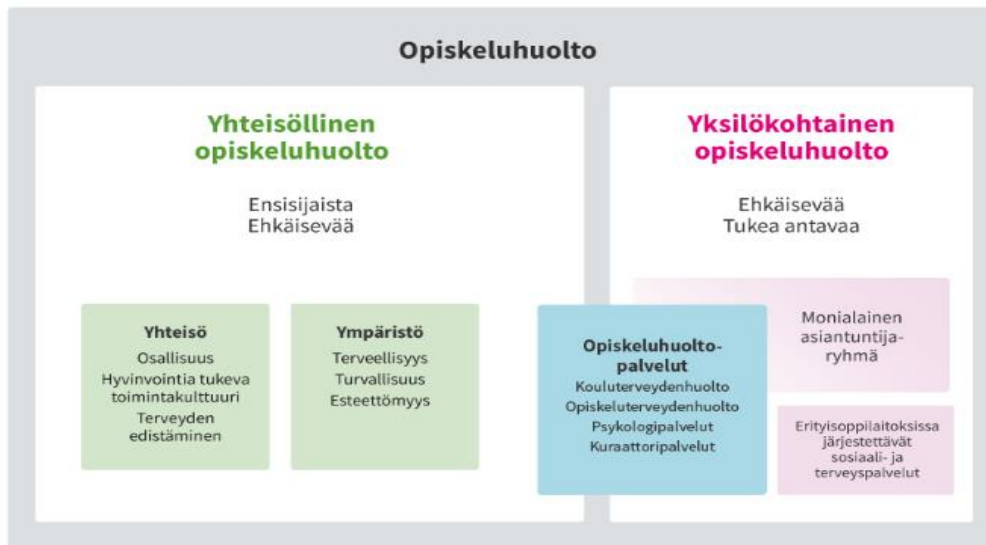 Opiskeluhuolto
Yhteisöllinen
opiskeluhuolto
Ensisijaista
Ehkäisevää
Yhteisö
Osallisuus
Hyvinvointia tukeva
toimintakulttuuri
Terveyden
edistäminen
Ympäristö
Terveellisyys
Turvallisuus
Esteettömyys
Opiskeluhuolto-
palvelut
Kouluterveydenhuolto
Opiskeluterveydenhuolto
Psykologipalvelut
Kuraattoripalvelut
Yksilökohtainen
opiskeluhuolto
Ehkäisevää
Tukea antavaa
Monialainen
asiantuntija-
ryhmä
Erityisoppilaitoksissa
järjestettävät
sosiaali- ja
terveyspalvelut